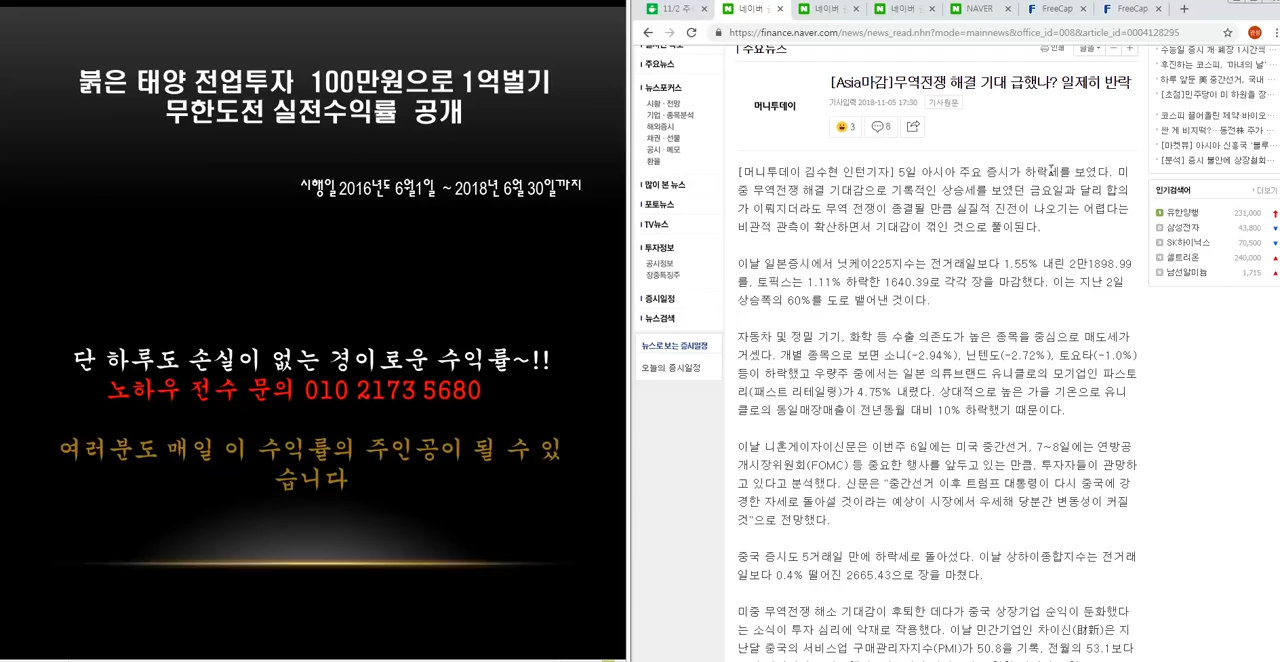 붉은 태양 전업투자 100만원으로 1억벌기
무한도전 실전수익률 공개
시행일 2016년도 6월1일 ~ 2018년 6월 30일까지
단 하루도 손실이 없는 경이로운 수익률~!!
노하우 전수 문의 010 2173 5680
여러분도 매일 이 수익률의 주인공이 될 수 있
습니다
11/2 주
네이버
네이버
네이버
NAVER
FreeCap
FreeCap
https://finance.naver.com/news/news_read.nhn?mode=mainnews&office_id=008&article_id=0004128295
주요뉴스
뉴스포커스
시황·전망
기업·종목분석
해외증시
채권·선물
공시·메모
환율
많이 본 뉴스
포토뉴스
TV뉴스
투자정보
공시정보
장중특징주
증시일정
뉴스검색
뉴스로 보는 증시일정
오늘의 증시일정
주요뉴스
인쇄
글꼴
머니투데이
[Asia마감]무역전쟁 해결 기대 급했나? 일제히 반락
기사입력 2018-11-05 17:30
기사원문
3
8
[머니투데이 김수현 인턴기자] 5일 아시아 주요 증시가 하락세를 보였다. 미
중 무역전쟁 해결 기대감으로 기록적인 상승세를 보였던 금요일과 달리 합의
가 이뤄지더라도 무역 전쟁이 종결될 만큼 실질적 진전이 나오기는 어렵다는
비관적 관측이 확산하면서 기대감이 꺾인 것으로 풀이된다.
이날 일본증시에서 닛케이225지수는 전거래일보다 1.55% 내린 2만1898.99
를, 토픽스는 1.11% 하락한 1640.39로 각각 장을 마감했다. 이는 지난 2일
상승폭의 60%를 도로 뱉어낸 것이다.
자동차 및 정밀 기기, 화학 등 수출 의존도가 높은 종목을 중심으로 매도세가
거셌다. 개별 종목으로 보면 소니(-2.94%), 닌텐도(-2.72%), 토요타(-1.0%)
등이 하락했고 우량주 중에서는 일본 의류브랜드 유니클로의 모기업인 파스토
리(패스트 리테일링)가 4.75% 내렸다. 상대적으로 높은 가을 기온으로 유니
클로의 동일매장매출이 전년동월 대비 10% 하락했기 때문이다.
이날 니혼게이자이신문은 이번주 6일에는 미국 중간선거, 7~8일에는 연방공
개시장위원회(FOMC) 등 중요한 행사를 앞두고 있는 만큼, 투자자들이 관망하
고 있다고 분석했다. 신문은 "중간선거 이후 트럼프 대통령이 다시 중국에 강
경한 자세로 돌아설 것이라는 예상이 시장에서 우세해 당분간 변동성이 커질
것"으로 전망했다.
중국 증시도 5거래일 만에 하락세로 돌아섰다. 이날 상하이종합지수는 전거래
일보다 0.4% 떨어진 2665.43으로 장을 마쳤다.
미중 무역전쟁 해소 기대감이 후퇴한 데다가 중국 상장기업 순익이 둔화했다
는 소식이 투자 심리에 악재로 작용했다. 이날 민간기업인 차이신(財新)은 지
난달 중국의 서비스업 구매관리자지수(PMI)가 50.8을 기록, 전월의 53.1보다
수능일 증시 개·폐장 1시간씩
후진하는 코스피, '마녀의 날'
하루 앞둔 美 중간선거, 국내
[초점]민주당이 미 하원을 장…
코스피 끌어올린 제약·바이오…
싼 게 비지떡?…동전株 주가
[마켓뷰] 아시아 신흥국 '블루…
[분석] 증시 불안에 상장철회…
인기검색어
더보기
1 유한양행 231,000
2 삼성전자 43,800
3 SK하이닉스 70,500
4 셀트리온 240,000
5 남선알미늄 1,715